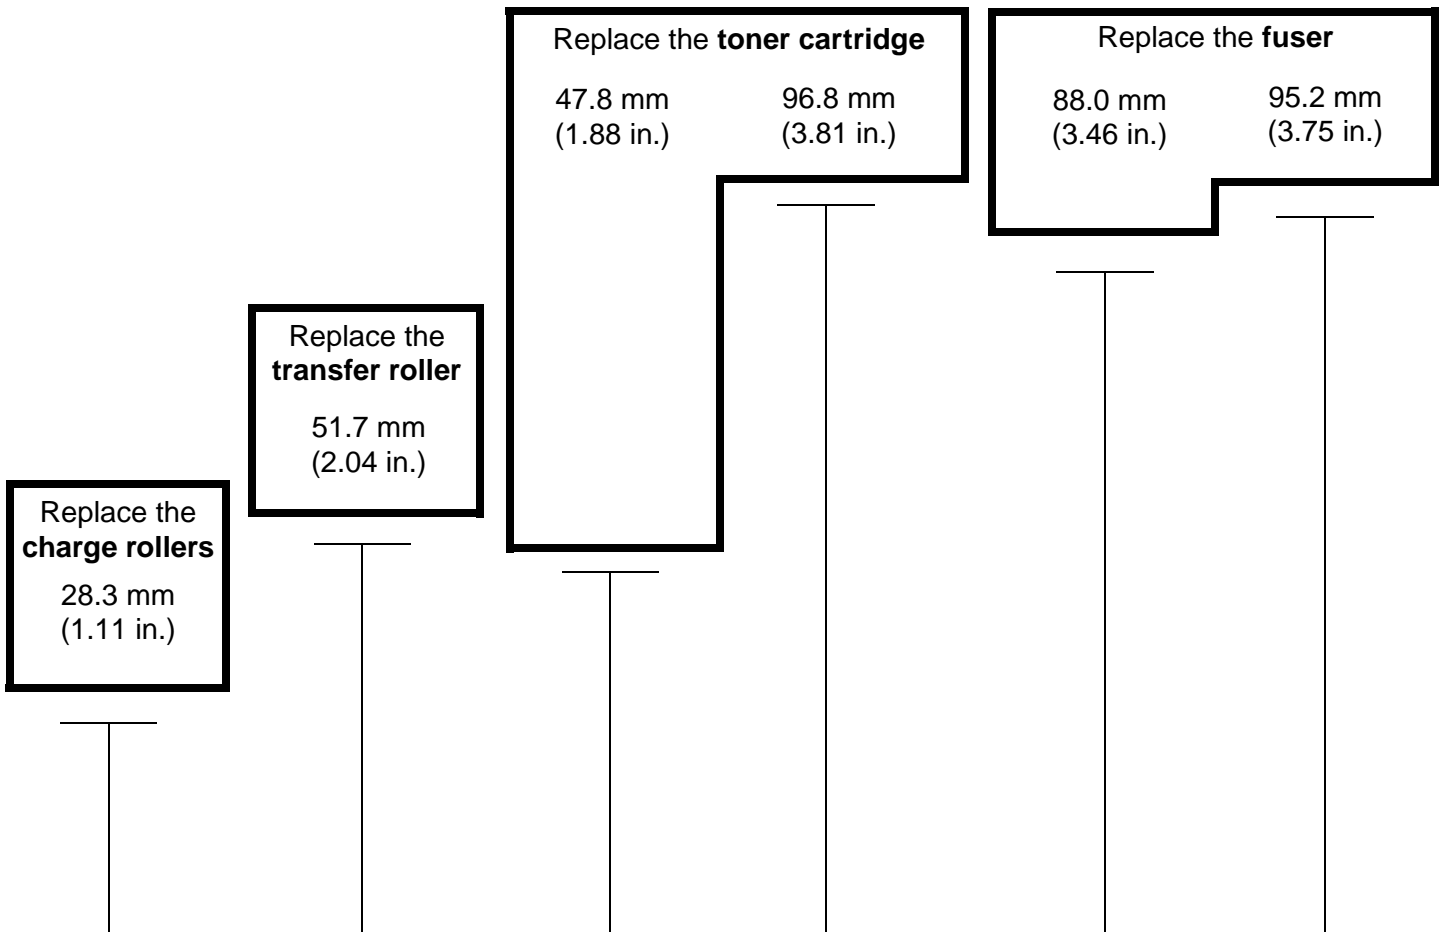 Replace the toner cartridge
47.8 mm
(1.88 in.)
96.8 mm
(3.81 in.)
Replace the fuser
88.0 mm
(3.46 in.)
95.2 mm
(3.75 in.)
Replace the
transfer roller
51.7 mm
(2.04 in.)
Replace the
charge rollers
28.3 mm
(1.11 in.)